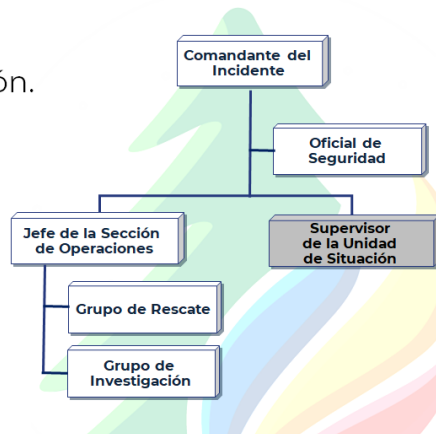 ón.
Comandante del
Incidente
Oficial de
Seguridad
Jefe de la Sección
de Operaciones
Supervisor
de la Unidad
de Situación
Grupo de Rescate
Grupo de
Investigación